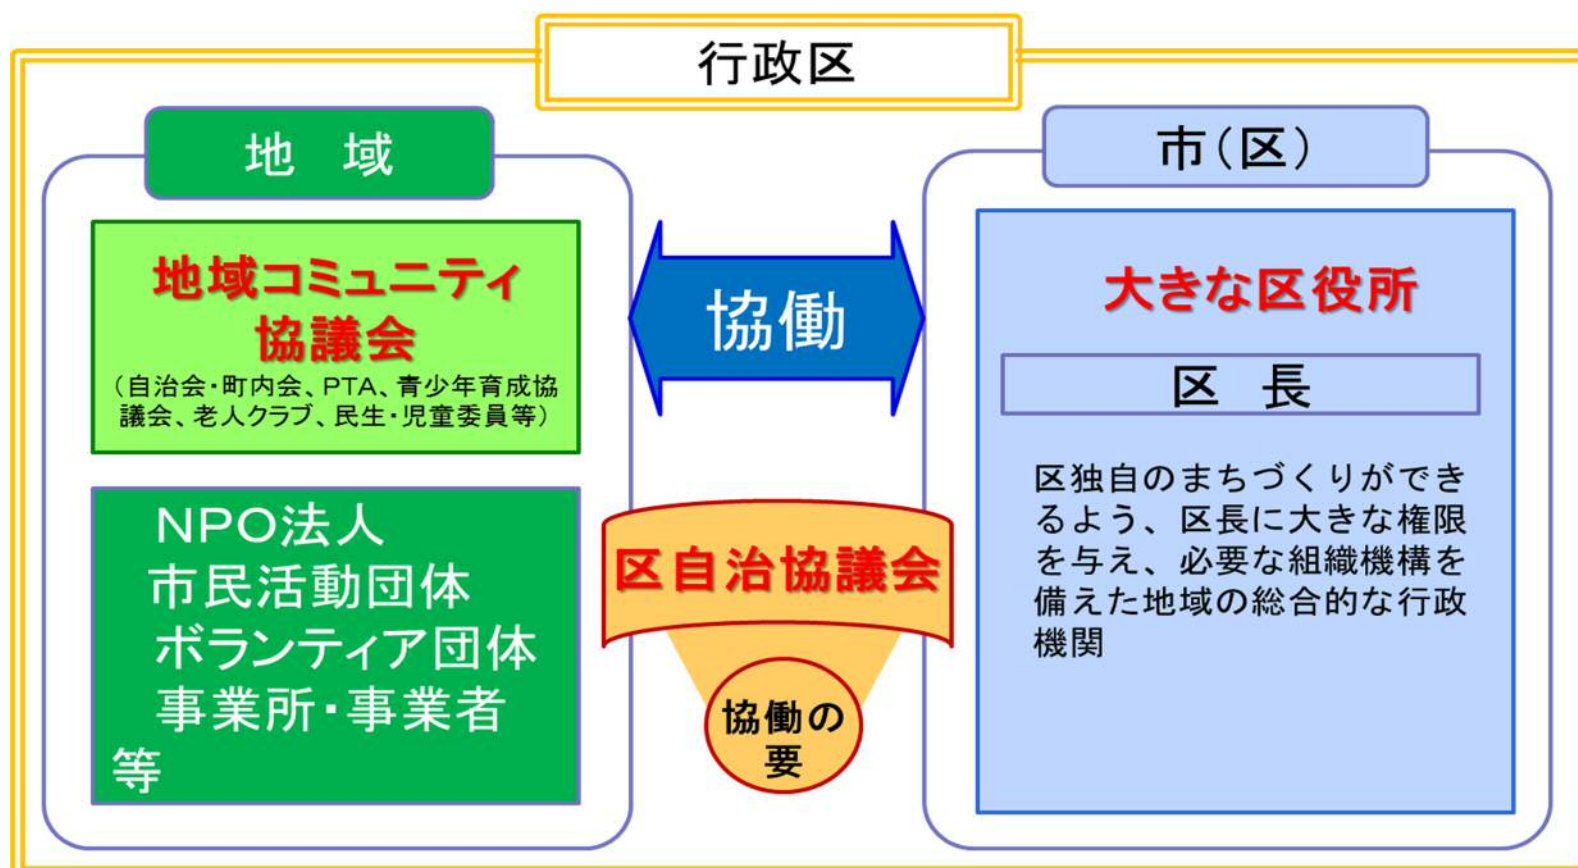 行政区
地　域
地域コミュニティ
協議会
（自治会・町内会、PTA、青少年育成協
議会、老人クラブ、民生・児童委員等）
NPO法人
市民活動団体
ボランティア団体
事業所・事業者
等
協働
区自治協議会
協働の
要
市（区）
大きな区役所
区　長
区独自のまちづくりができ
るよう、区長に大きな権限
を与え、必要な組織機構を
備えた地域の総合的な行政
機関